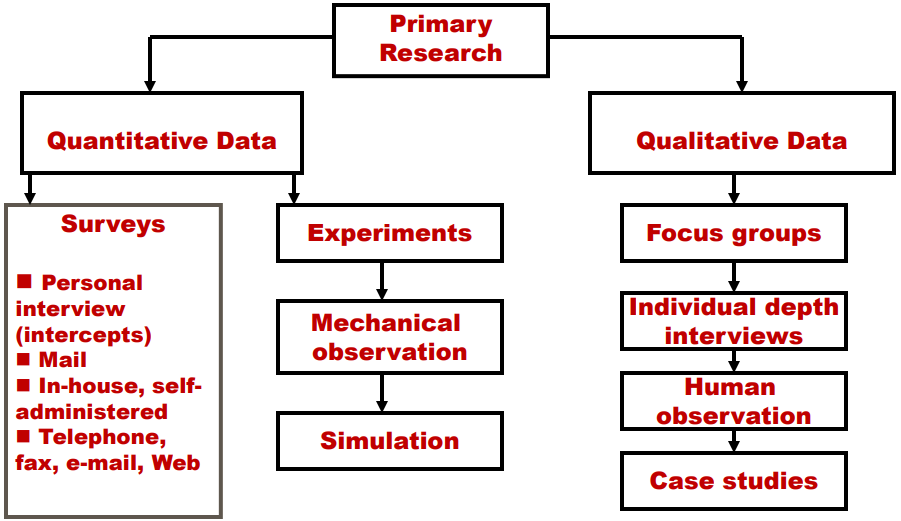 Primary
Research
Quantitative Data
Qualitative Data
Surveys
■ Personal
interview
(intercepts)
■ Mail
■ In-house, self-
administered
■ Telephone,
fax, e-mail, Web
Experiments
Mechanical
observation
Simulation
Focus groups
Individual depth
interviews
Human
observation
Case studies